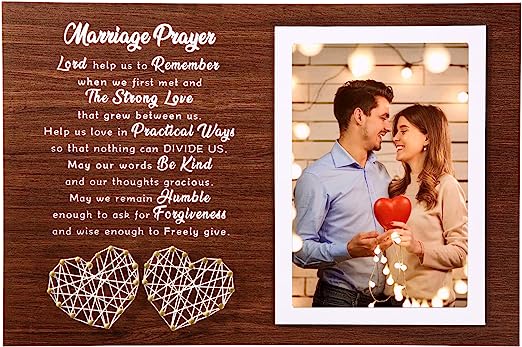 Marriage Prayer
Lord help us to Remember
when we first met and
The Strong Love
that grew between us.
Help us love in Practical Ways
so that nothing can DIVIDE US.
May our words Be Kind
and our thoughts gracious.
May we remain Humble
enough to ask for Forgiveness
and wise enough to Freely give.